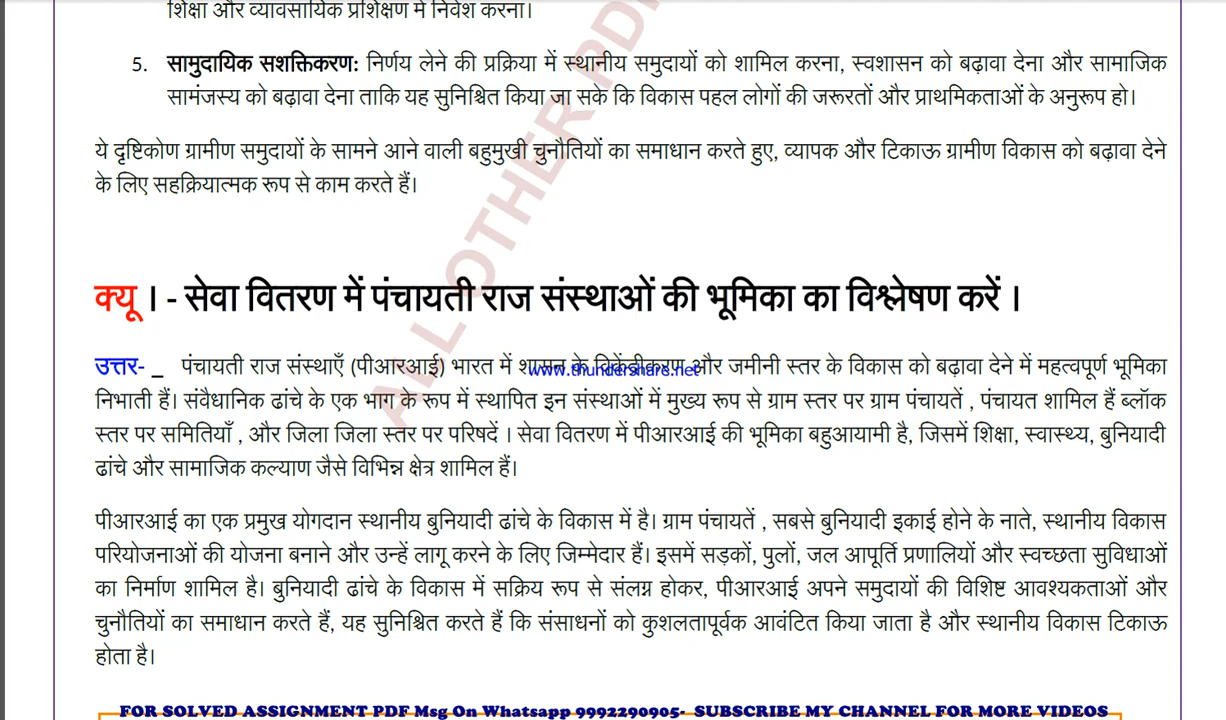 शिक्षा और व्यावसायिक प्रशिक्षण में निवेश करना।
5. सामुदायिक सशक्तिकरण: निर्णय लेने की प्रक्रिया में स्थानीय समुदायों को शामिल करना, स्वशासन को बढ़ावा देना और सामाजिक
सामंजस्य को बढ़ावा देना ताकि यह सुनिश्चित किया जा सके कि विकास पहल लोगों की जरूरतों और प्राथमिकताओं के अनुरूप हो।
ये दृष्टिकोण ग्रामीण समुदायों के सामने आने वाली बहुमुखी चुनौतियों का समाधान करते हुए, व्यापक और टिकाऊ ग्रामीण विकास को बढ़ावा देने
के लिए सहक्रियात्मक रूप से काम करते हैं।
ALL OTHER PDF
क्यू । - सेवा वितरण में पंचायती राज संस्थाओं की भूमिका का विश्लेषण करें ।
उत्तर- _ पंचायती राज संस्थाएँ (पीआरआई) भारत में शासन के विकेंद्रीकरण और जमीनी स्तर के विकास को बढ़ावा देने में महत्वपूर्ण भूमिका
www.thundershare.net
निभाती हैं। संवैधानिक ढांचे के एक भाग के रूप में स्थापित इन संस्थाओं में मुख्य रूप से ग्राम स्तर पर ग्राम पंचायतें , पंचायत शामिल हैं ब्लॉक
स्तर पर समितियाँ , और जिला जिला स्तर पर परिषदें । सेवा वितरण में पीआरआई की भूमिका बहुआयामी है, जिसमें शिक्षा, स्वास्थ्य, बुनियादी
ढांचे और सामाजिक कल्याण जैसे विभिन्न क्षेत्र शामिल हैं।
पीआरआई का एक प्रमुख योगदान स्थानीय बुनियादी ढांचे के विकास में है। ग्राम पंचायतें , सबसे बुनियादी इकाई होने के नाते, स्थानीय विकास
परियोजनाओं की योजना बनाने और उन्हें लागू करने के लिए जिम्मेदार हैं। इसमें सड़कों, पुलों, जल आपूर्ति प्रणालियों और स्वच्छता सुविधाओं
का निर्माण शामिल है। बुनियादी ढांचे के विकास में सक्रिय रूप से संलग्न होकर, पीआरआई अपने समुदायों की विशिष्ट आवश्यकताओं और
चुनौतियों का समाधान करते हैं, यह सुनिश्चित करते हैं कि संसाधनों को कुशलतापूर्वक आवंटित किया जाता है और स्थानीय विकास टिकाऊ
होता है।
FOR SOLVED ASSIGNMENT PDF Msg On Whatsapp 9992290905- SUBSCRIBE MY CHANNEL FOR MORE VIDEOS